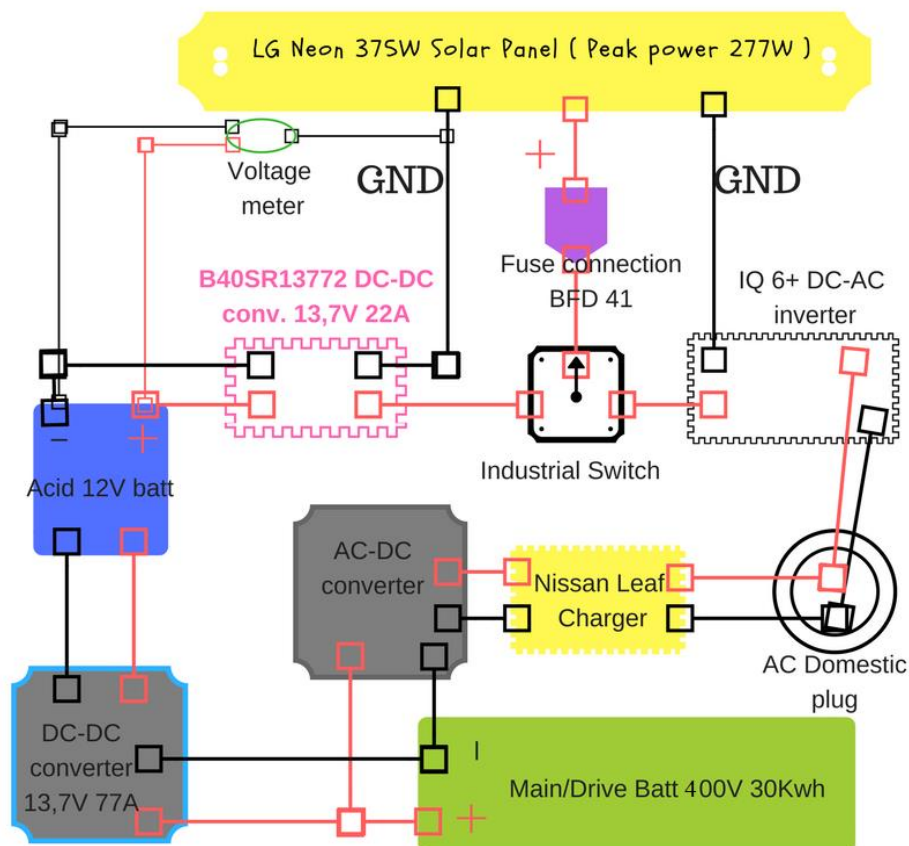 LG Neon 375W Solar Panel ( Peak power 277W )
Voltage
meter
GND
+
GND
Fuse connection
BFD 41
B40SR13772 DC-DC
conv. 13,7V 22A
IQ 6+ DC-AC
inverter
Industrial Switch
– +
Acid 12V batt
AC-DC
converter
Nissan Leaf
Charger
AC Domestic
plug
DC-DC
converter
13,7V 77A
Main/Drive Batt 400V 30Kwh
+